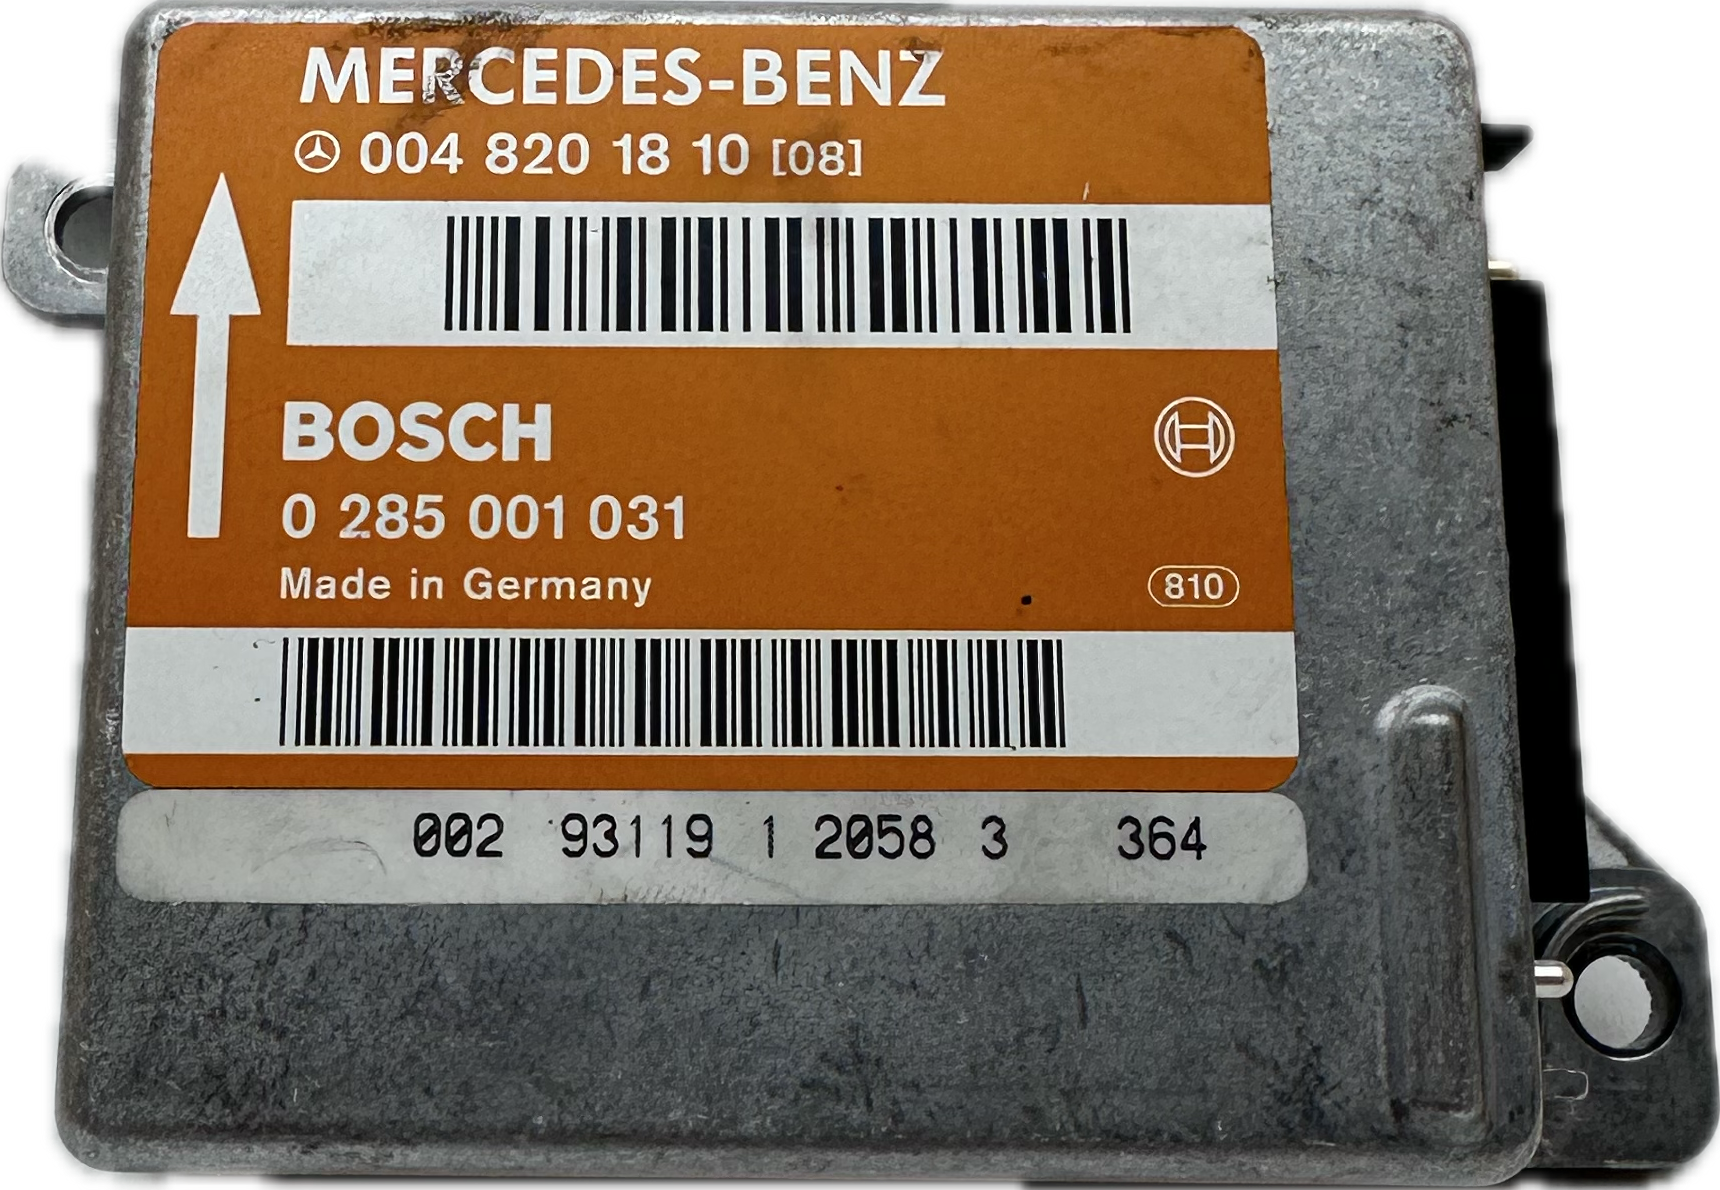 MERCEDES-BENZ
004 820 18 10 [08]
BOSCH
0 285 001 031
Made in Germany
810
002 93119 1 2058 3 364